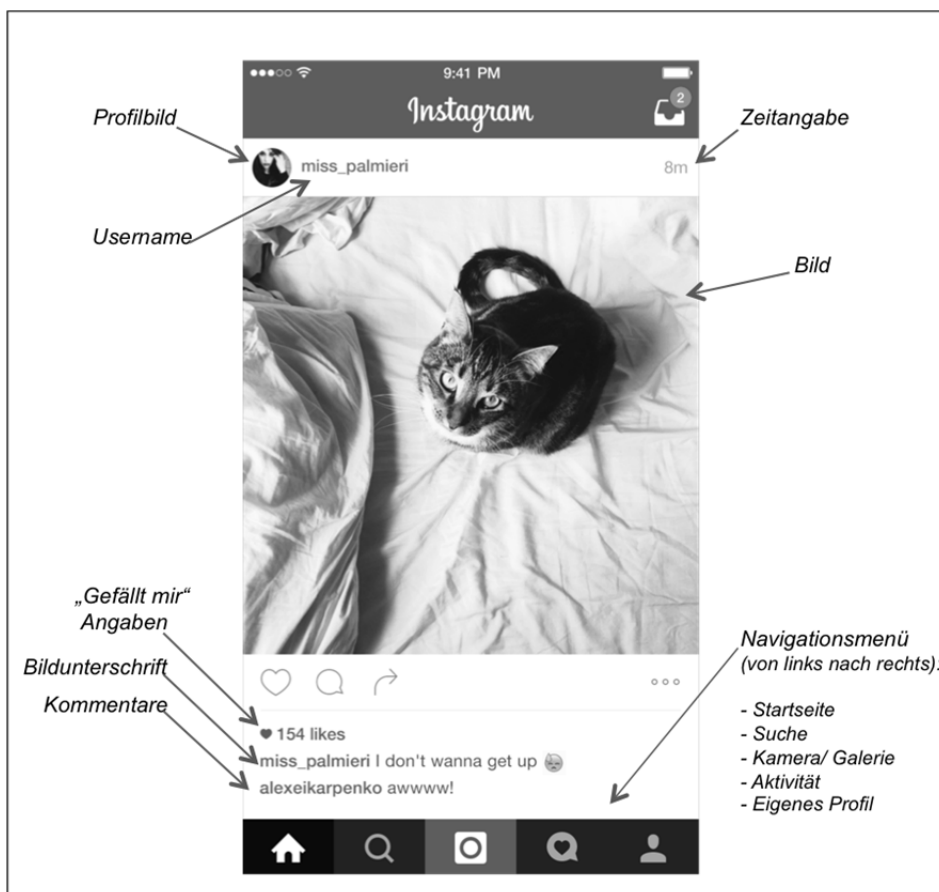 9:41 PM
Instagram
2
Profilbild
Zeitangabe
miss_palmieri
8m
Username
Bild
„Gefällt mir“
Angaben
Bildunterschrift
Kommentare
Navigationsmenü
(von links nach rechts):
- Startseite
- Suche
- Kamera/ Galerie
- Aktivität
- Eigenes Profil
154 likes
miss_palmieri I don't wanna get up
alexeikarpenko awwww!